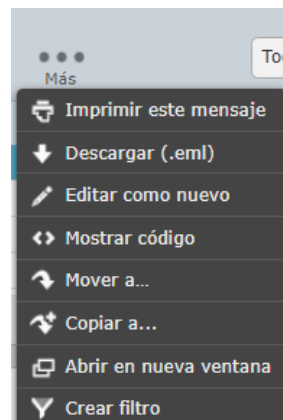 Más
Imprimir este mensaje
Descargar (.eml)
Editar como nuevo
Mostrar código
Mover a...
Copiar a...
Abrir en nueva ventana
Crear filtro